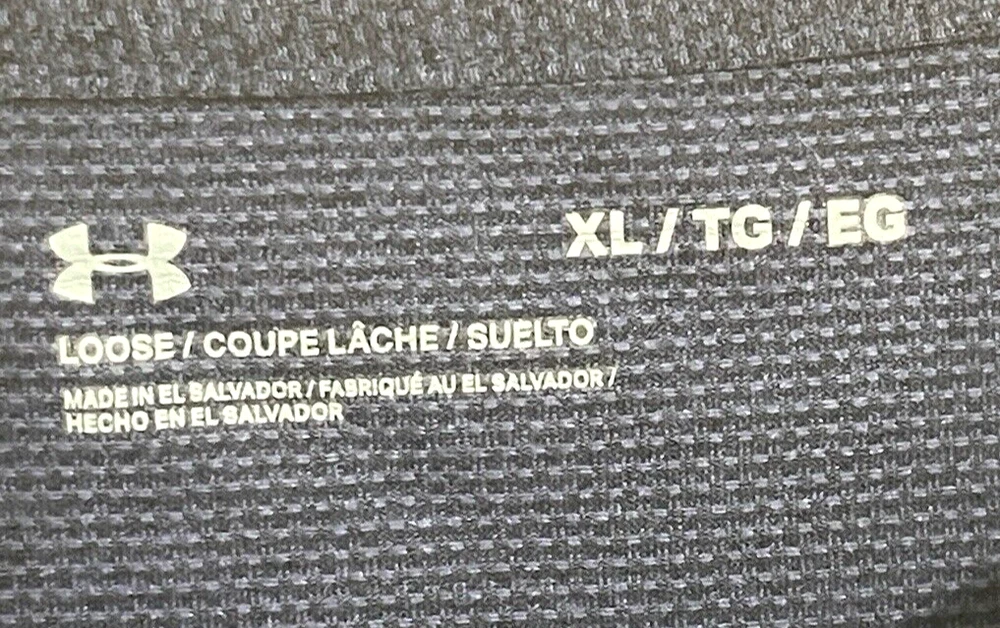 XL / TG / EG
LOOSE / COUPE LÂCHE / SUELTO
MADE IN EL SALVADOR / FABRIQUÉ AU EL SALVADOR /
HECHO EN EL SALVADOR